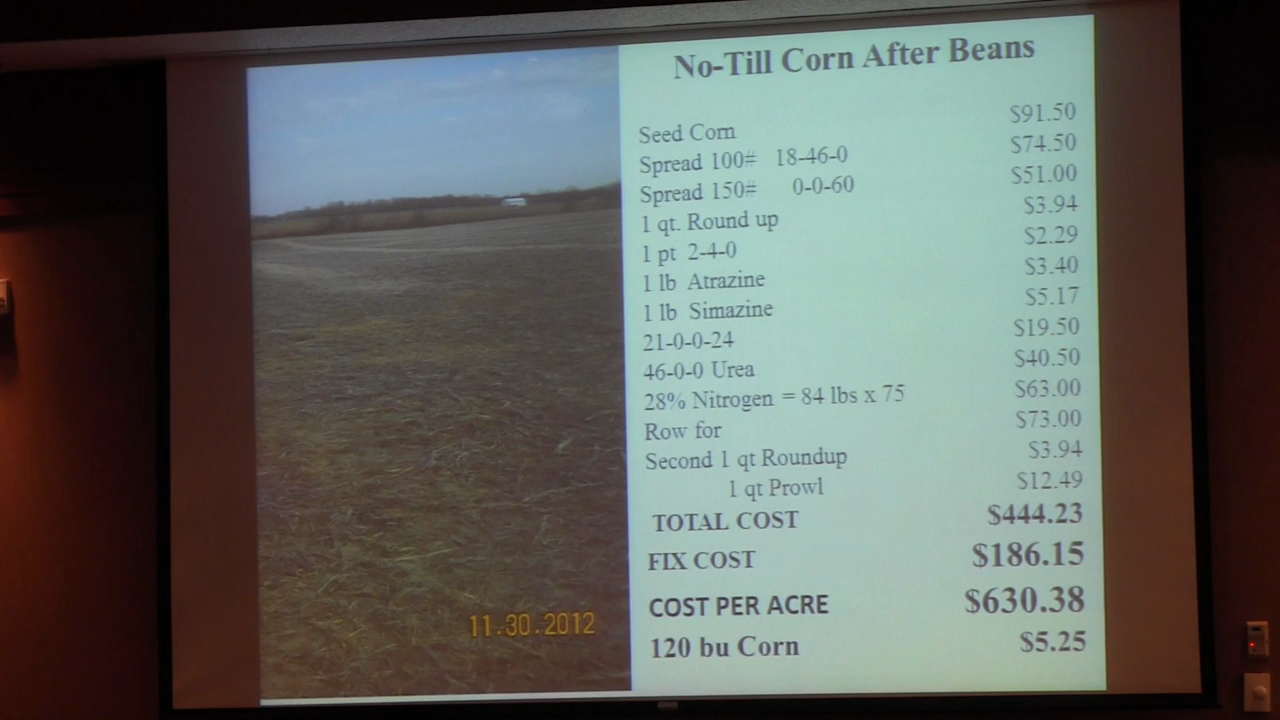 No-Till Corn After Beans
Seed Corn $91.50
Spread 100# 18-46-0 $74.50
Spread 150# 0-0-60 $51.00
1 qt. Round up $3.94
1 pt 2-4-0 $2.29
1 lb Atrazine $3.40
1 lb Simazine $5.17
21-0-0-24 $19.50
46-0-0 Urea $40.50
28% Nitrogen = 84 lbs x 75 $63.00
Row for $73.00
Second 1 qt Roundup $3.94
1 qt Prowl $12.49
TOTAL COST $444.23
FIX COST $186.15
COST PER ACRE $630.38
120 bu Corn $5.25
11.30.2012